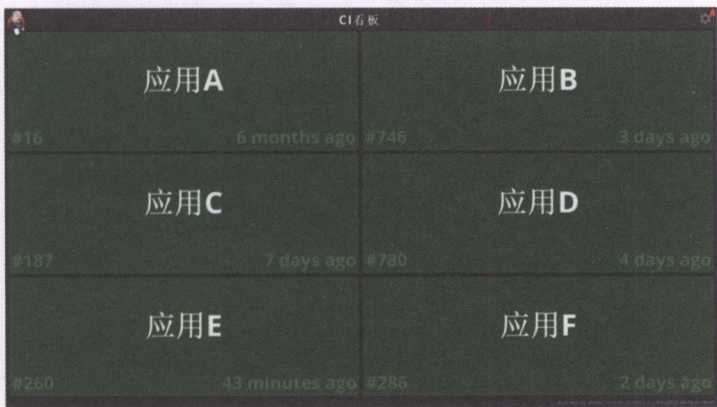 CI看板
应用A
#16 6 months ago
应用B
#746 3 days ago
应用C
#187 7 days ago
应用D
#780 4 days ago
应用E
#260 43 minutes ago
应用F
#286 2 days ago